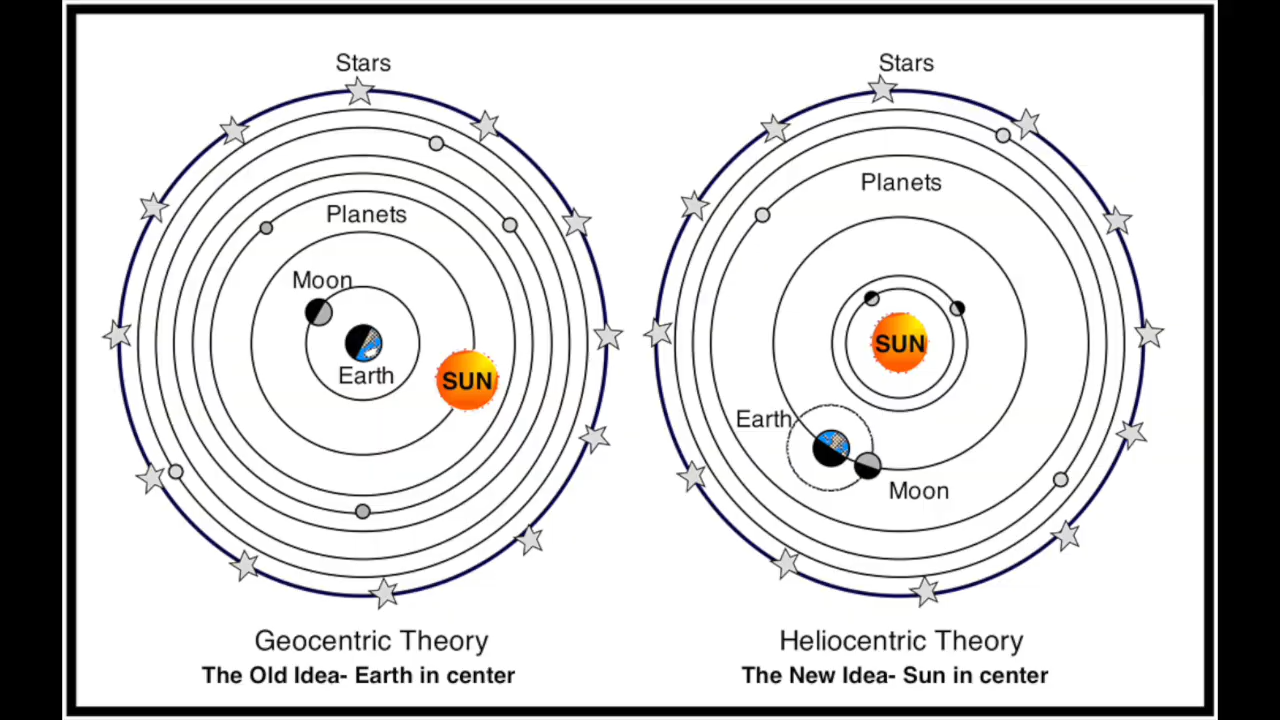 Stars
Planets
Moon
Earth
SUN
Geocentric Theory
The Old Idea- Earth in center
Stars
Planets
SUN
Earth
Moon
Heliocentric Theory
The New Idea- Sun in center